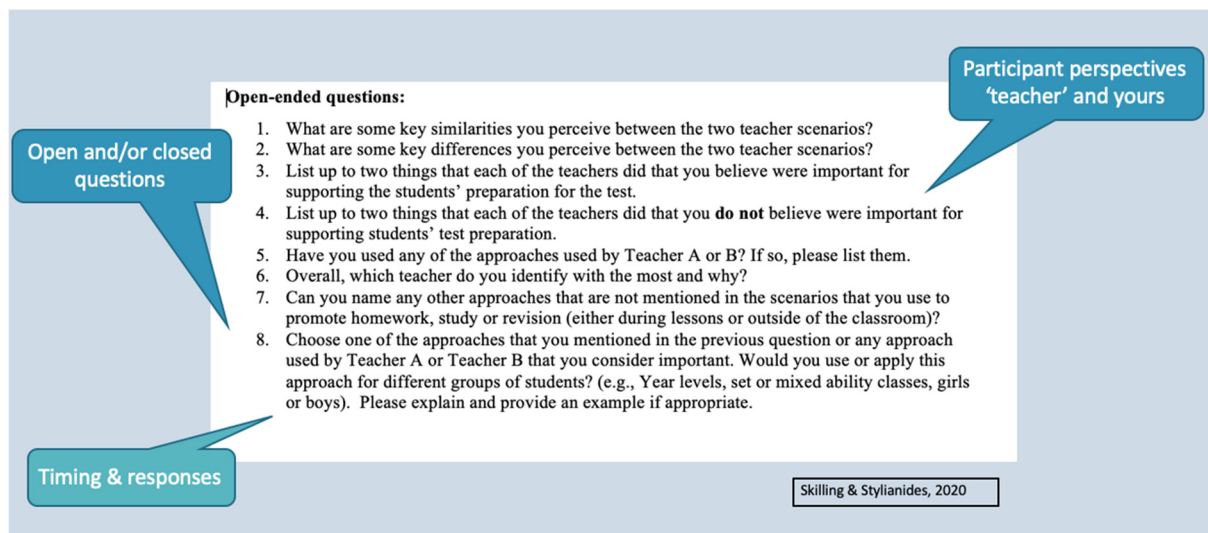 Participant perspectives
‘teacher’ and yours
Open-ended questions:
1. What are some key similarities you perceive between the two teacher scenarios?
2. What are some key differences you perceive between the two teacher scenarios?
3. List up to two things that each of the teachers did that you believe were important for
supporting the students’ preparation for the test.
4. List up to two things that each of the teachers did that you do not believe were important for
supporting students’ test preparation.
5. Have you used any of the approaches used by Teacher A or B? If so, please list them.
6. Overall, which teacher do you identify with the most and why?
7. Can you name any other approaches that are not mentioned in the scenarios that you use to
promote homework, study or revision (either during lessons or outside of the classroom)?
8. Choose one of the approaches that you mentioned in the previous question or any approach
used by Teacher A or Teacher B that you consider important. Would you use or apply this
approach for different groups of students? (e.g., Year levels, set or mixed ability classes, girls
or boys). Please explain and provide an example if appropriate.
Open and/or closed
questions
Timing & responses
Skilling & Stylianides, 2020